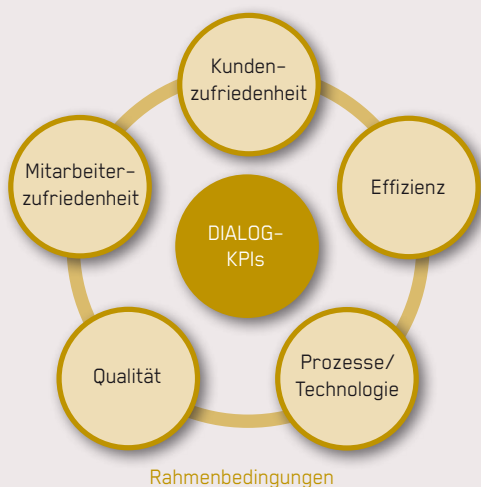 Kunden-
zufriedenheit
Mitarbeiter-
zufriedenheit
Effizienz
DIALOG-
KPIs
Qualität
Prozesse/
Technologie
Rahmenbedingungen